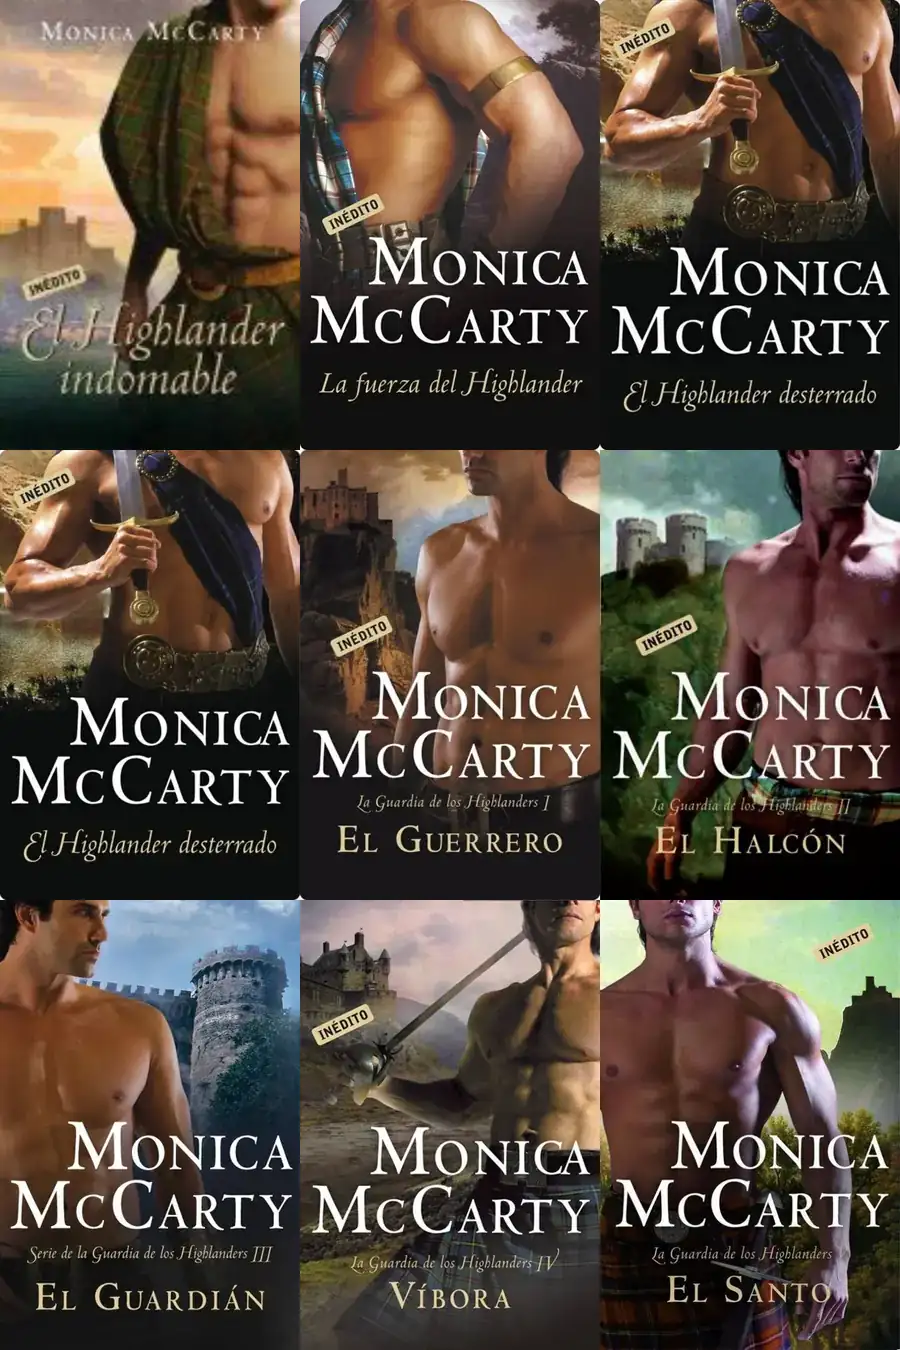 MONICA MCCARTY
INÉDITO
El Highlander
indomable
INÉDITO
MONICA
MCCARTY
La fuerza del Highlander
INÉDITO
MONICA
MCCARTY
El Highlander desterrado
INÉDITO
MONICA
MCCARTY
El Highlander desterrado
INÉDITO
MONICA
MCCARTY
La Guardia de los Highlanders I
EL GUERRERO
INÉDITO
MONICA
MCCARTY
La Guardia de los Highlanders II
EL HALCÓN
MONICA
MCCARTY
Serie de la Guardia de los Highlanders III
EL GUARDIÁN
INÉDITO
MONICA
MCCARTY
La Guardia de los Highlanders IV
VÍBORA
INÉDITO
MONICA
MCCARTY
La Guardia de los Highlanders
EL SANTO